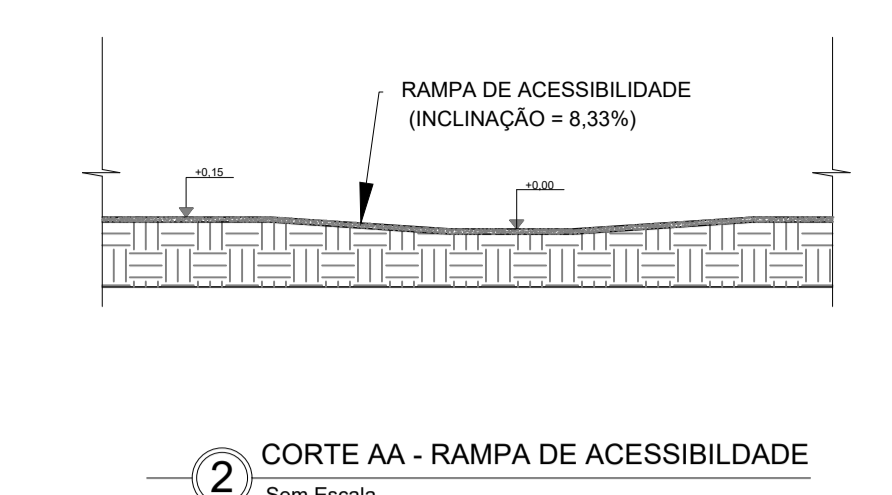 RAMPA DE ACESSIBILIDADE
(INCLINAÇÃO = 8,33%)
+0,15
+0,00
2
CORTE AA - RAMPA DE ACESSIBILDADE
Sem Escala